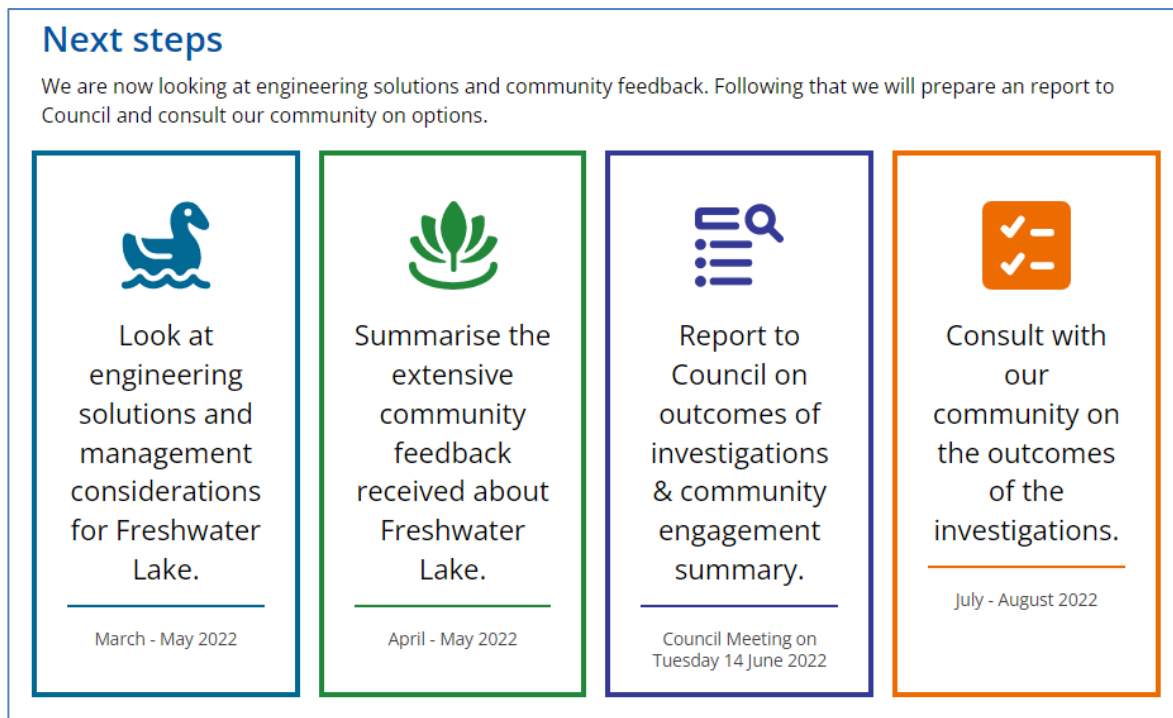 Next steps
We are now looking at engineering solutions and community feedback. Following that we will prepare an report to
Council and consult our community on options.
Look at
engineering
solutions and
management
considerations
for Freshwater
Lake.
March - May 2022
Summarise the
extensive
community
feedback
received about
Freshwater
Lake.
April - May 2022
Report to
Council on
outcomes of
investigations
& community
engagement
summary.
Council Meeting on
Tuesday 14 June 2022
Consult with
our
community on
the outcomes
of the
investigations.
July - August 2022